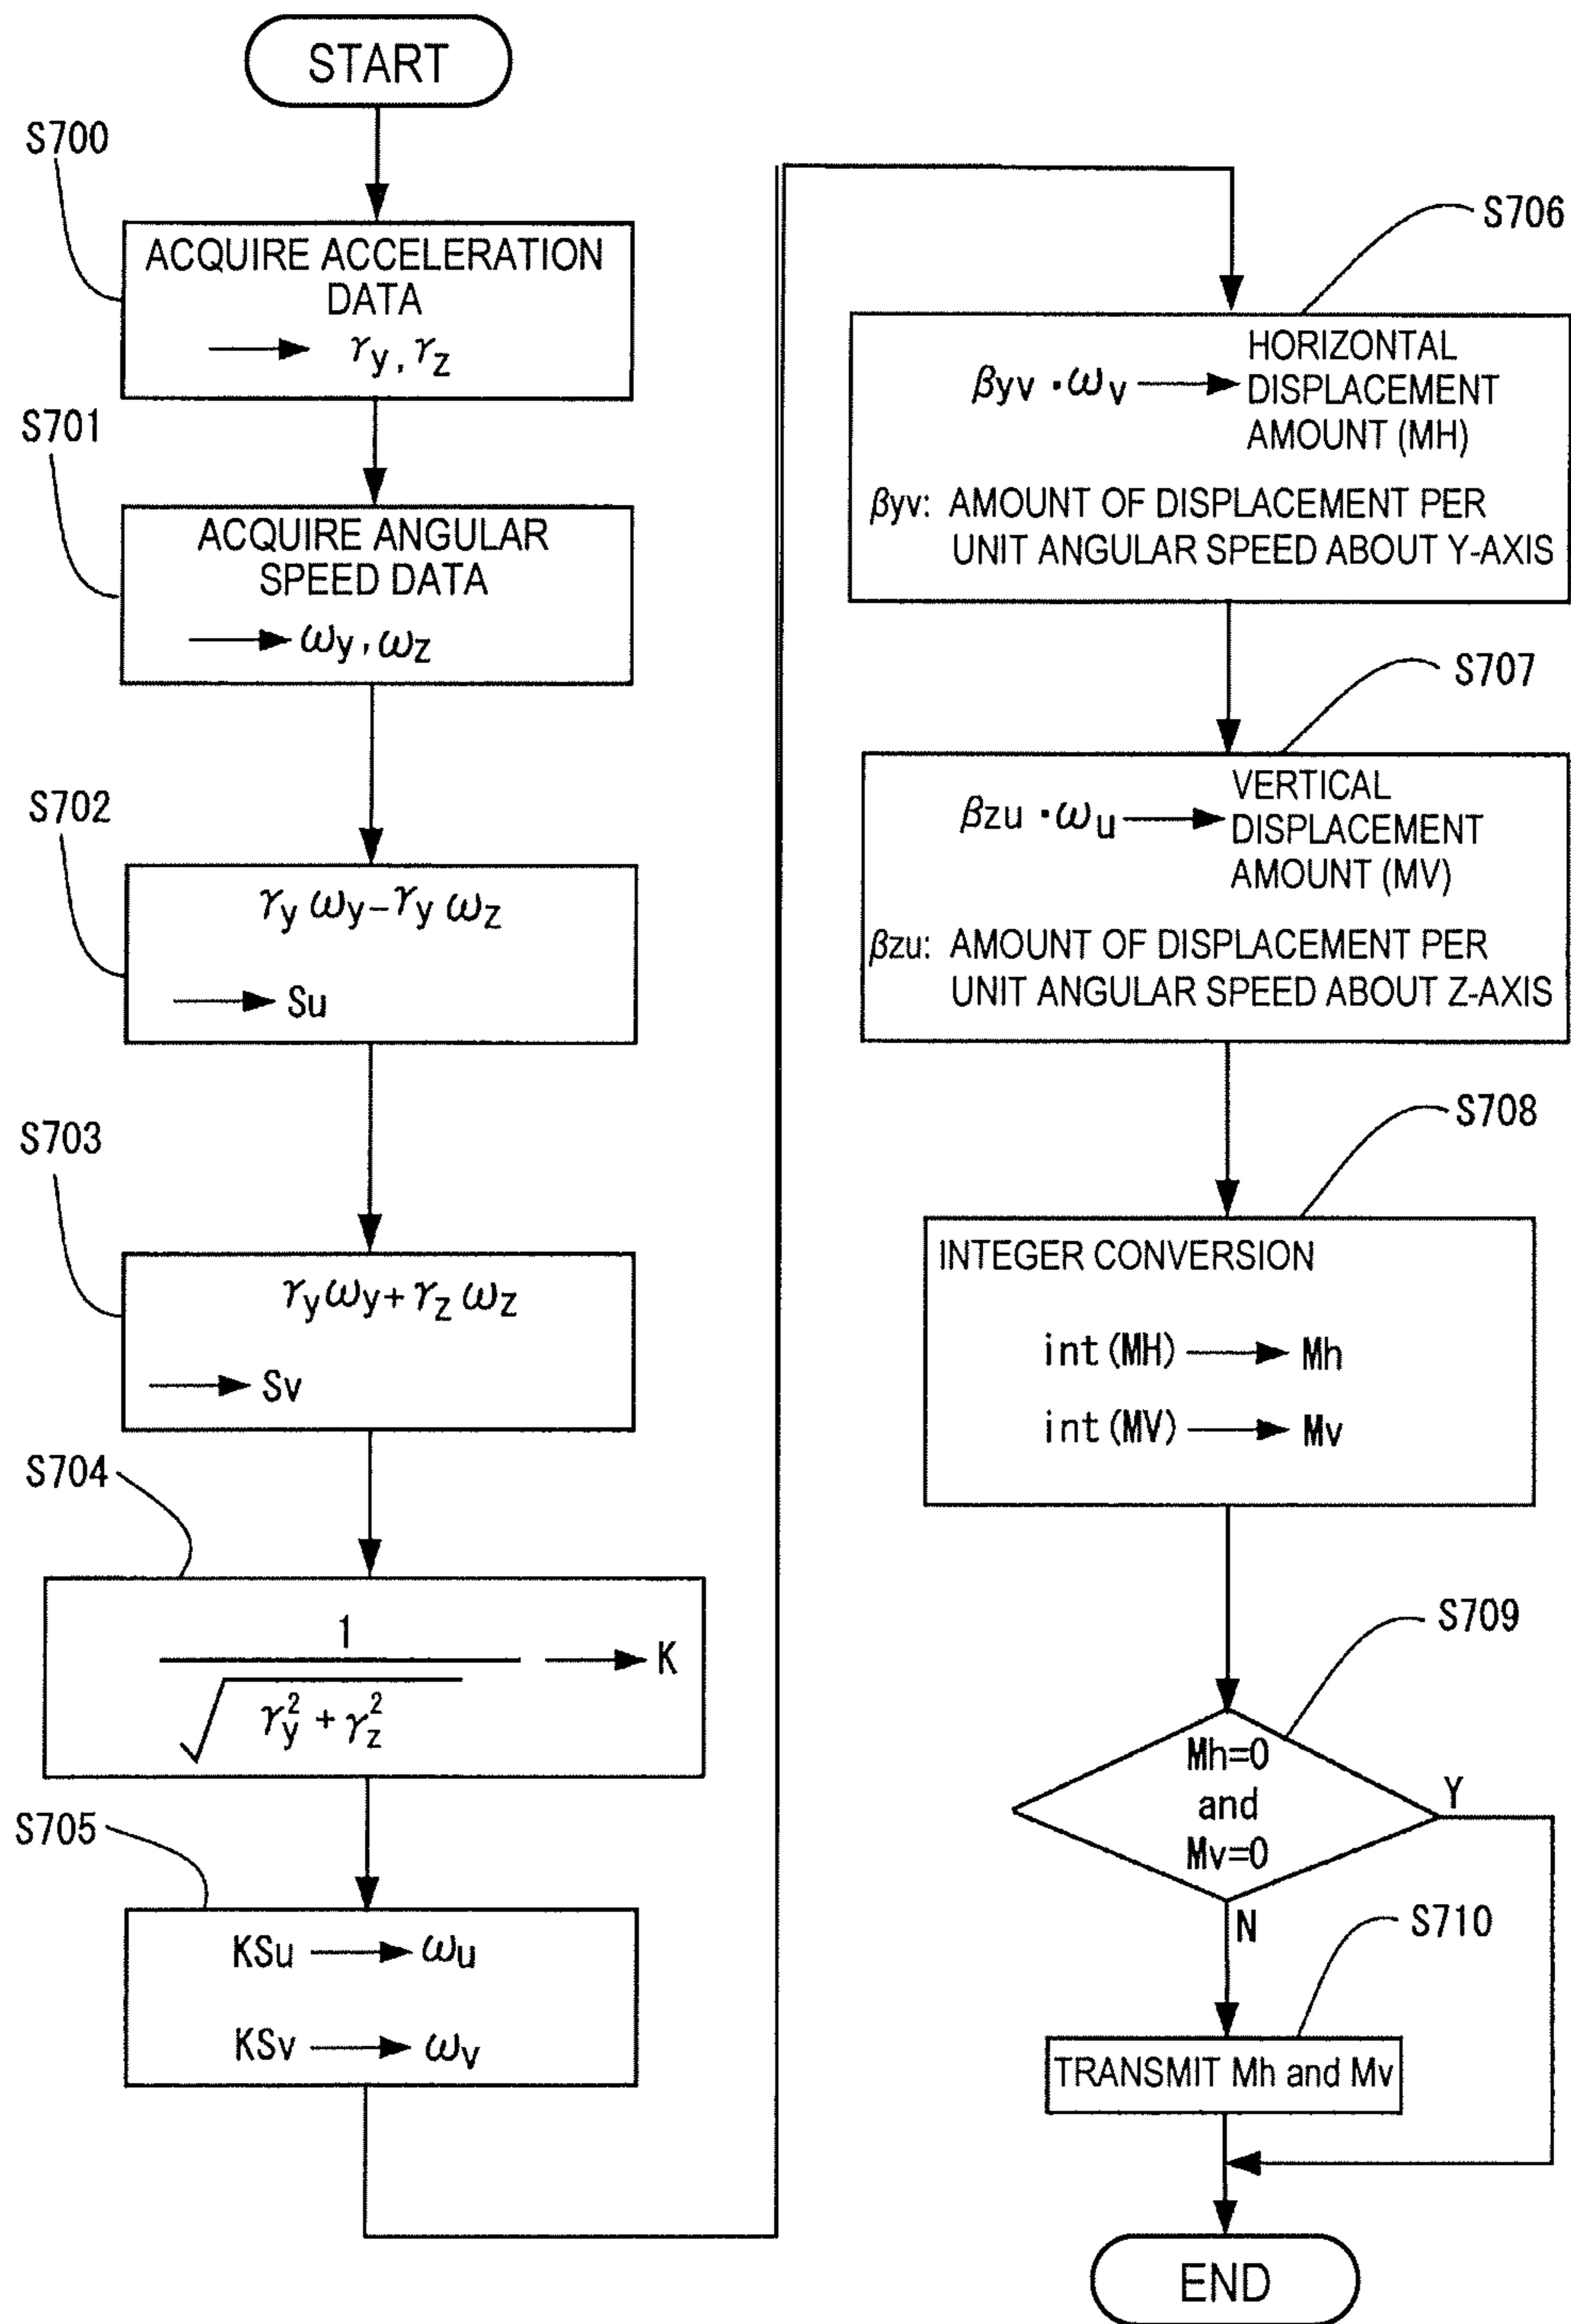 START
S700
ACQUIRE ACCELERATION
DATA
→ γy, γz
S701
ACQUIRE ANGULAR
SPEED DATA
→ ωy, ωz
S702
γy ωy − γy ωz
→ Su
S703
γy ωy + γz ωz
→ Sv
S704
1 / √(γy² + γz²) → K
S705
KSu → ωu
KSv → ωv
S706
βyv · ωv → HORIZONTAL
DISPLACEMENT
AMOUNT (MH)
βyv: AMOUNT OF DISPLACEMENT PER
UNIT ANGULAR SPEED ABOUT Y-AXIS
S707
βzu · ωu → VERTICAL
DISPLACEMENT
AMOUNT (MV)
βzu: AMOUNT OF DISPLACEMENT PER
UNIT ANGULAR SPEED ABOUT Z-AXIS
S708
INTEGER CONVERSION
int(MH) → Mh
int(MV) → Mv
S709
Mh=0
and
Mv=0
Y
N
S710
TRANSMIT Mh and Mv
END